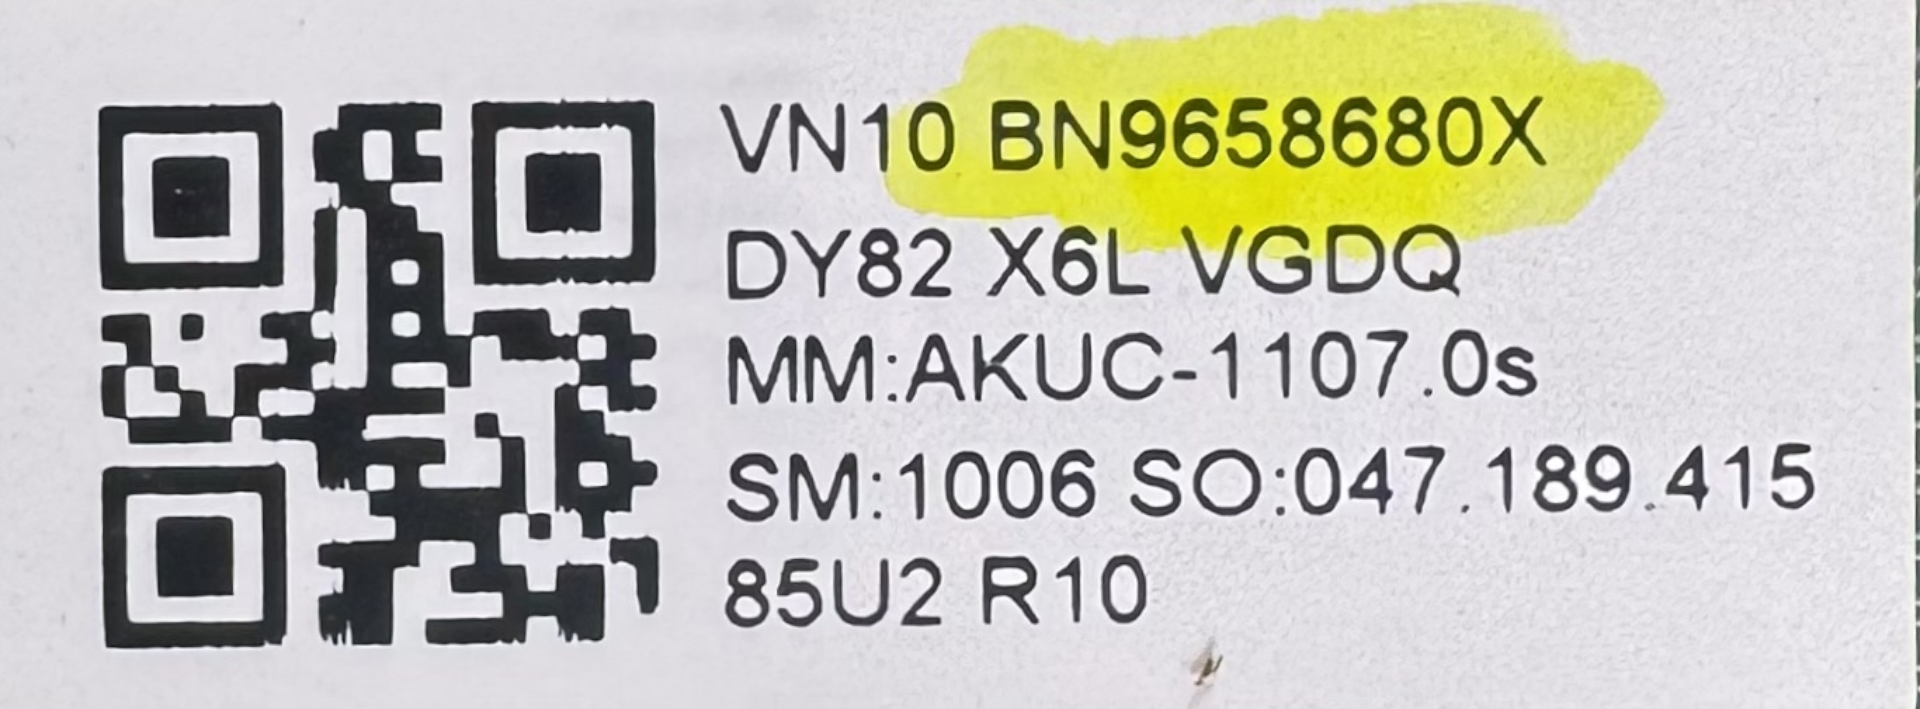 VN10 BN9658680X
DY82 X6L VGDQ
MM:AKUC-1107.0s
SM:1006 SO:047.189.415
85U2 R10